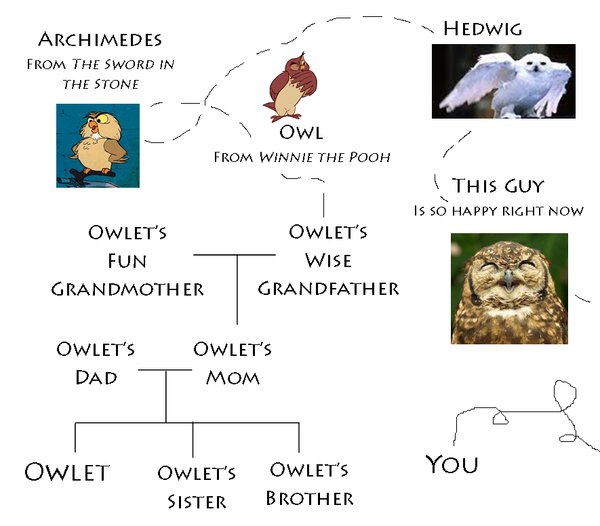 Archimedes
From The Sword in
the Stone
Hedwig
Owl
From Winnie the Pooh
This Guy
Is so happy right now
Owlet's
Fun
Grandmother
Owlet's
Wise
Grandfather
Owlet's
Dad
Owlet's
Mom
Owlet
Owlet's
Sister
Owlet's
Brother
You